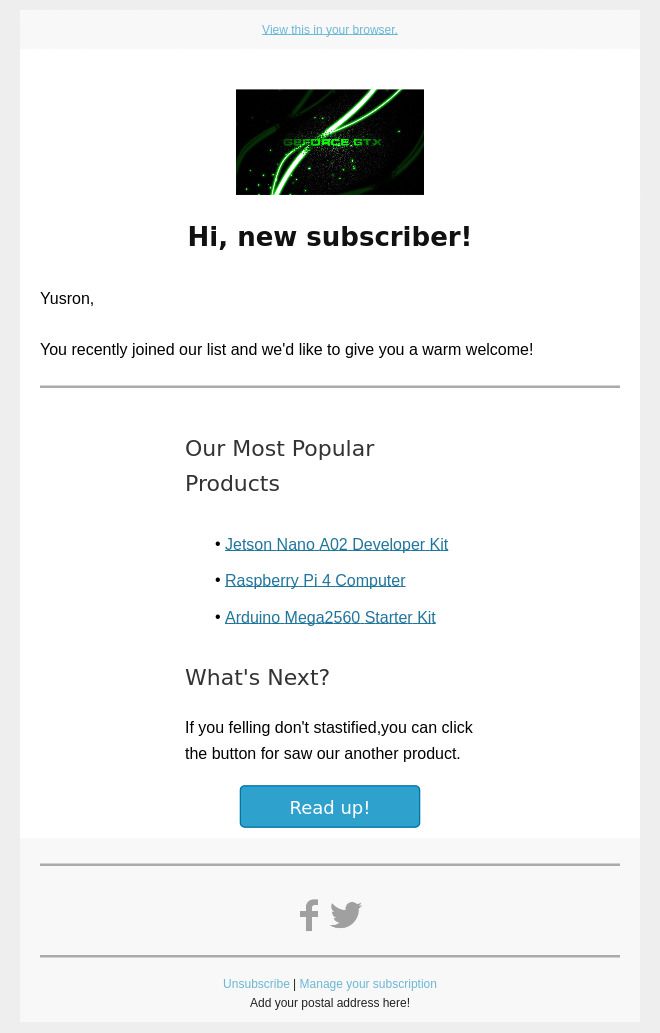 View this in your browser.
GEFORCE GTX
Hi, new subscriber!
Yusron,
You recently joined our list and we'd like to give you a warm welcome!
Our Most Popular
Products
• Jetson Nano A02 Developer Kit
• Raspberry Pi 4 Computer
• Arduino Mega2560 Starter Kit
What's Next?
If you felling don't stastified,you can click
the button for saw our another product.
Read up!
Unsubscribe | Manage your subscription
Add your postal address here!